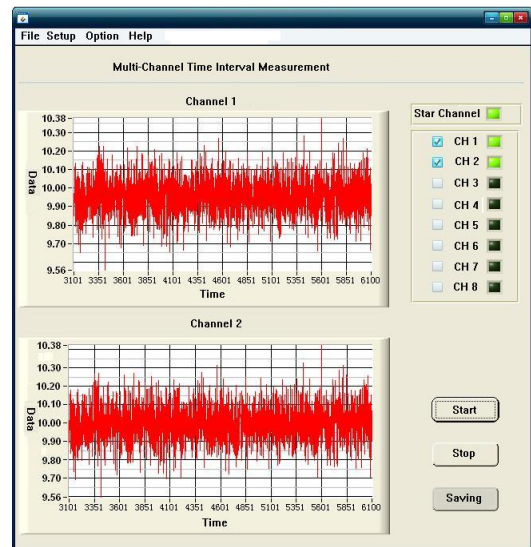 File Setup Option Help
Multi-Channel Time Interval Measurement
Channel 1
Star Channel
10.38
10.30
10.20
10.10
10.00
9.90
9.80
9.70
9.56
Data
3101 3351 3601 3851 4101 4351 4601 4851 5101 5351 5601 5851 6100
Time
CH 1
CH 2
CH 3
CH 4
CH 5
CH 6
CH 7
CH 8
Channel 2
10.38
10.30
10.20
10.10
10.00
9.90
9.80
9.70
9.56
Data
3101 3351 3601 3851 4101 4351 4601 4851 5101 5351 5601 5851 6100
Time
Start
Stop
Saving